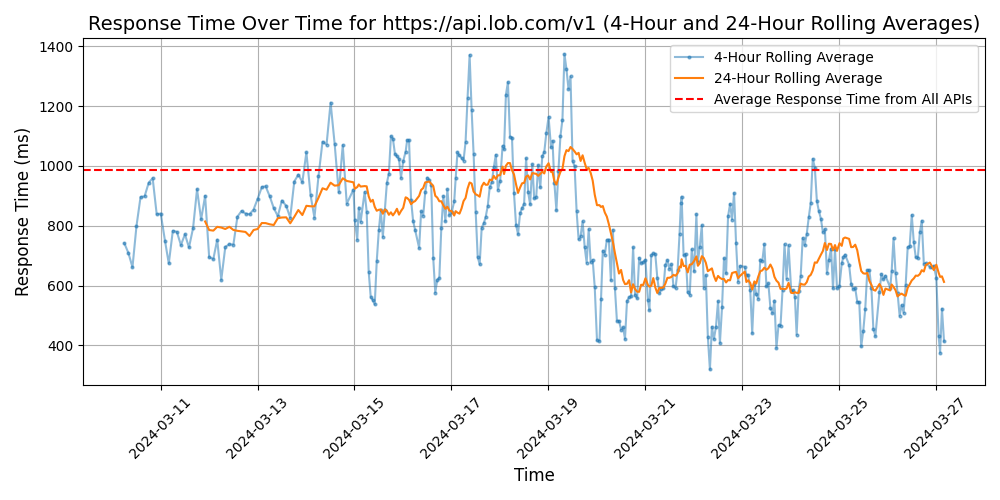 Response Time Over Time for https://api.lob.com/v1 (4-Hour and 24-Hour Rolling Averages)
4-Hour Rolling Average
24-Hour Rolling Average
Average Response Time from All APIs
Response Time (ms)
1400
1200
1000
800
600
400
2024-03-11
2024-03-13
2024-03-15
2024-03-17
2024-03-19
2024-03-21
2024-03-23
2024-03-25
2024-03-27
Time